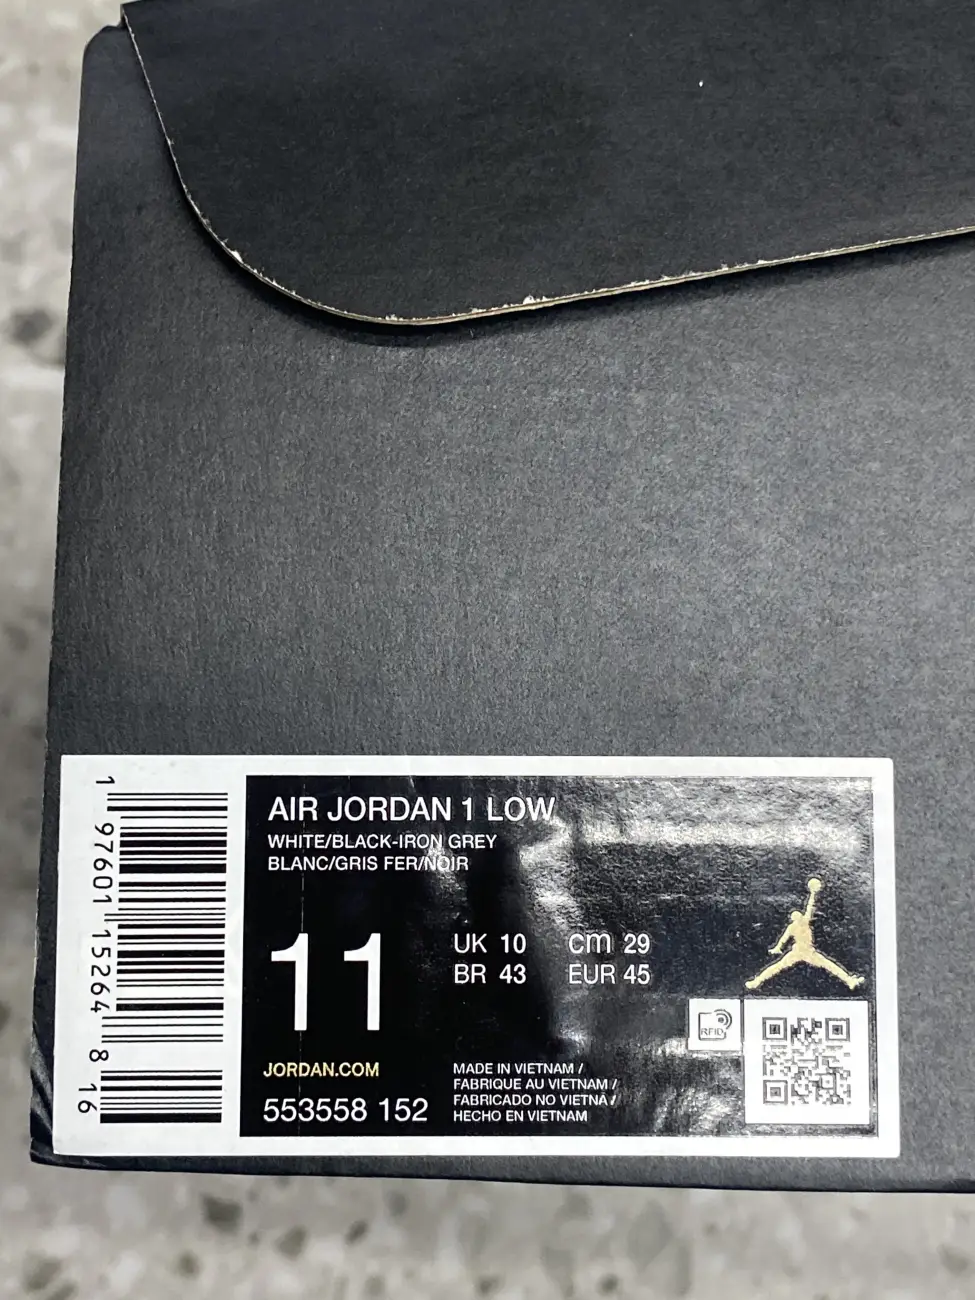 AIR JORDAN 1 LOW
WHITE/BLACK-IRON GREY
BLANC/GRIS FER/NOIR
11
UK 10 cm 29
BR 43 EUR 45
RFID
JORDAN.COM
553558 152
MADE IN VIETNAM /
FABRIQUE AU VIETNAM /
FABRICADO NO VIETNÃ /
HECHO EN VIETNAM
1 97601 15264 8 16